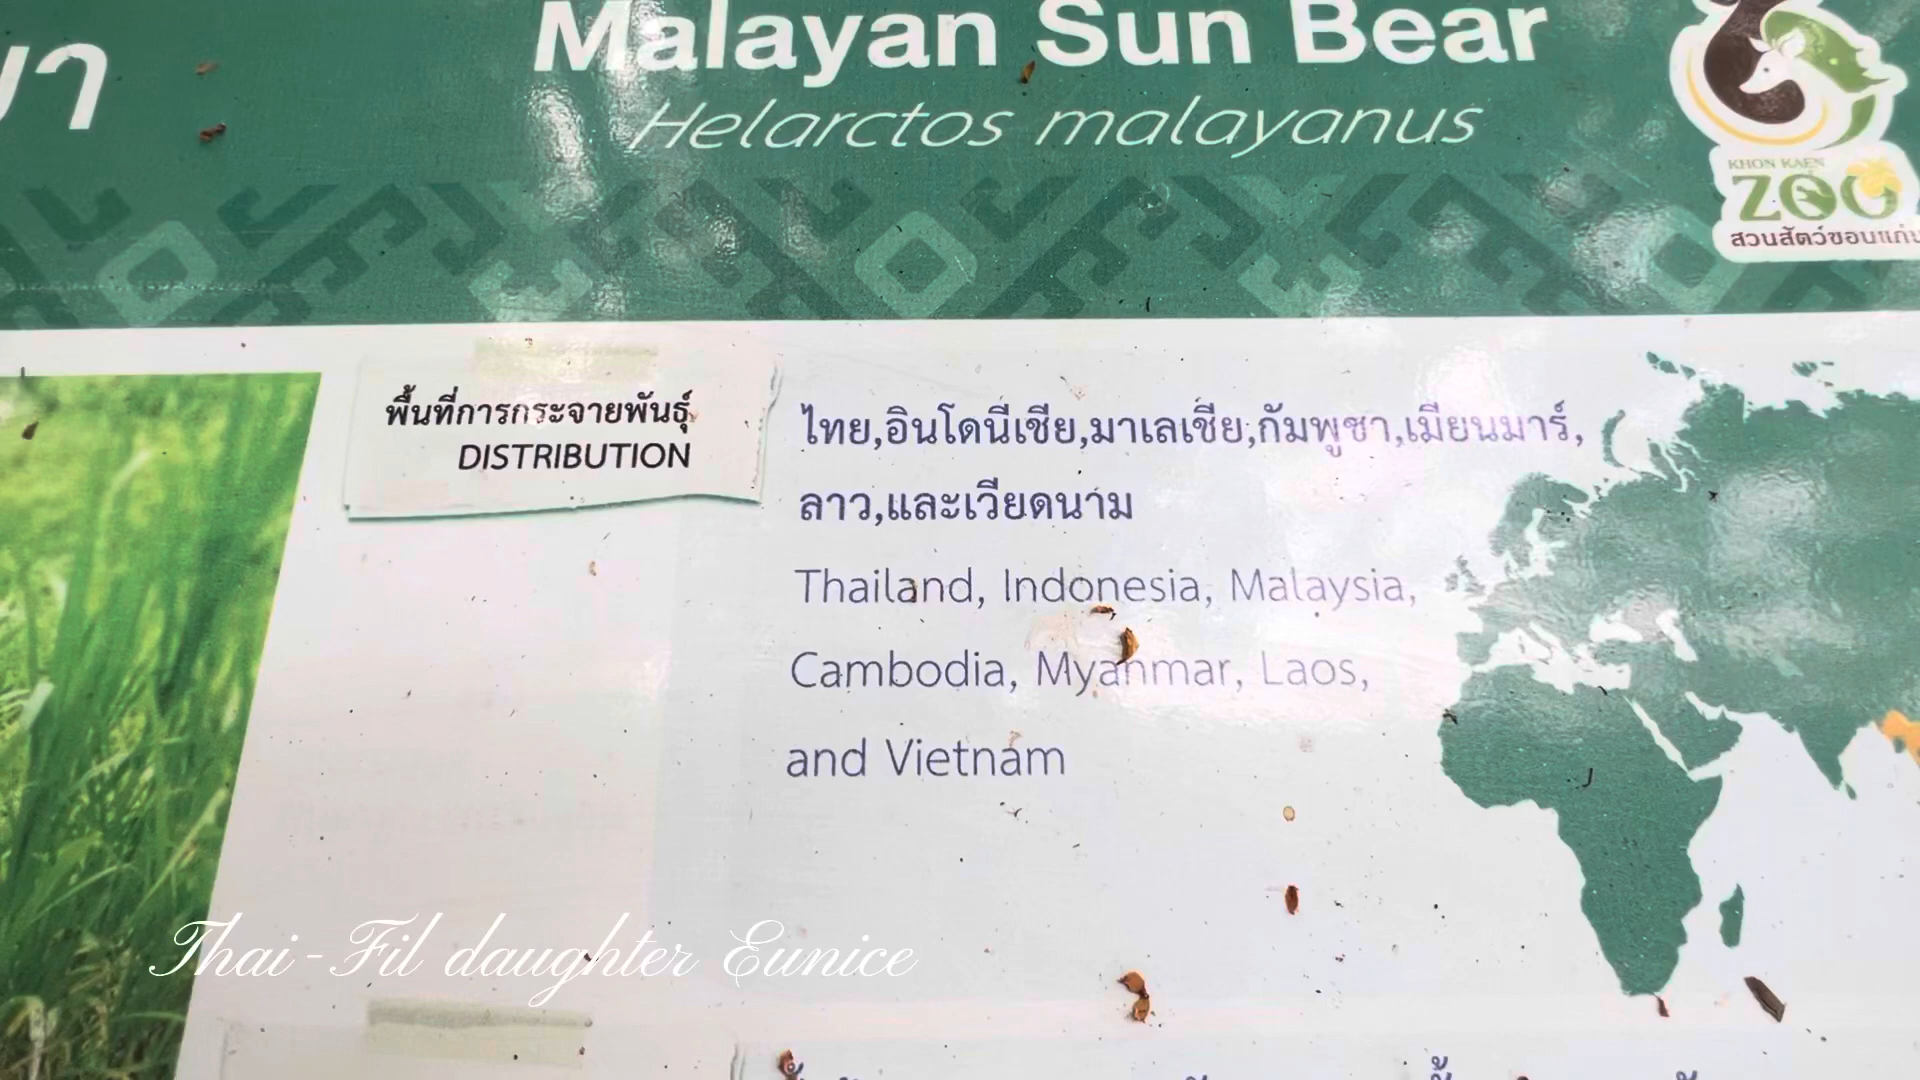 Malayan Sun Bear
Helarctos malayanus
KHON KAEN
ZOO
สวนสัตว์ขอนแก่น
พื้นที่การกระจายพันธุ์
DISTRIBUTION
ไทย,อินโดนีเซีย,มาเลเซีย,กัมพูชา,เมียนมาร์,
ลาว,และเวียดนาม
Thailand, Indonesia, Malaysia,
Cambodia, Myanmar, Laos,
and Vietnam
Thai-Fil daughter Eunice